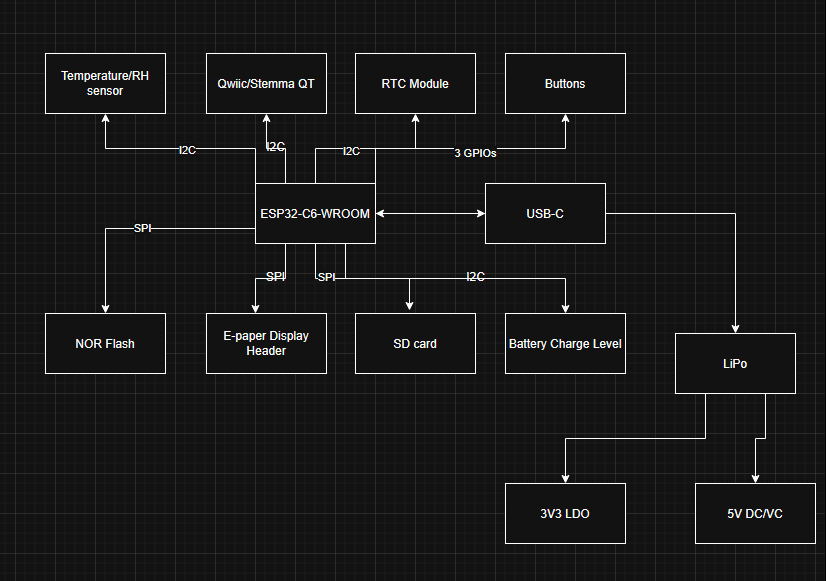 Temperature/RH
sensor
Qwiic/Stemma QT
RTC Module
Buttons
I2C
I2C
I2C
3 GPIOs
ESP32-C6-WROOM
USB-C
SPI
SPI
SPI
I2C
NOR Flash
E-paper Display
Header
SD card
Battery Charge Level
LiPo
3V3 LDO
5V DC/VC